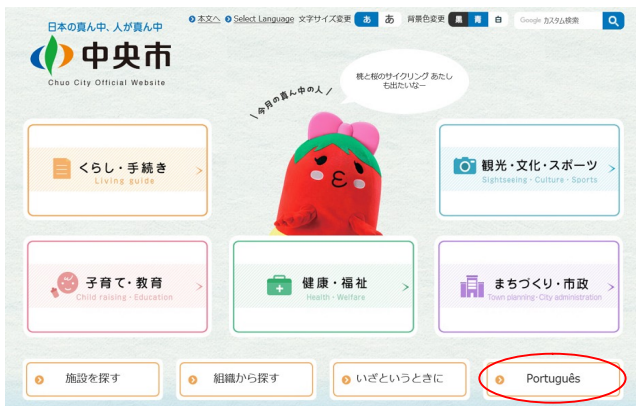 本文へ Select Language 文字サイズ変更 あ あ 背景色変更 黒 青 白 Google カスタム検索
日本の真ん中、人が真ん中
中央市
Chuo City Official Website
今月の真ん中の人
桃と桜のサイクリング あたし
も出たいなー
くらし・手続き
Living guide
観光・文化・スポーツ
Sightseeing・Culture・Sports
子育て・教育
Child raising・Education
健康・福祉
Health・Welfare
まちづくり・市政
Town planning・City administration
施設を探す
組織から探す
いざというときに
Português